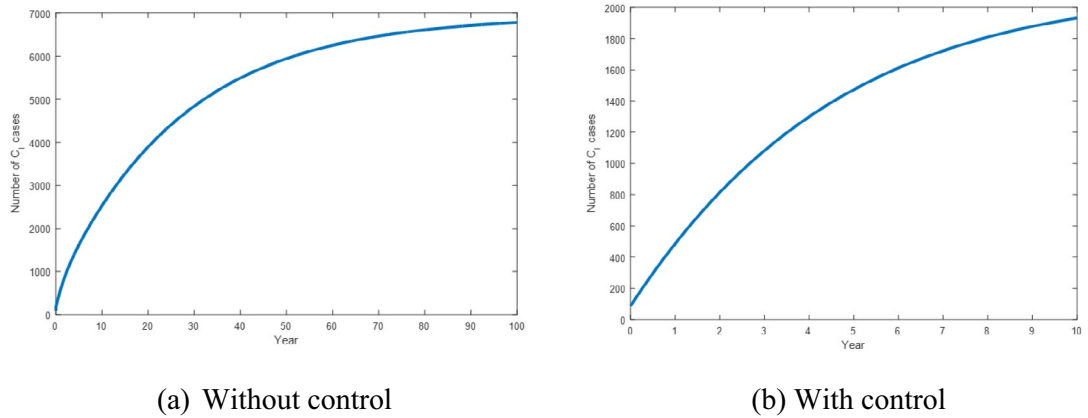 7000
6000
5000
4000
3000
2000
1000
0
Number of C_I cases
0 10 20 30 40 50 60 70 80 90 100
Year
(a) Without control
2000
1800
1600
1400
1200
1000
800
600
400
200
0
Number of C_I cases
0 1 2 3 4 5 6 7 8 9 10
Year
(b) With control